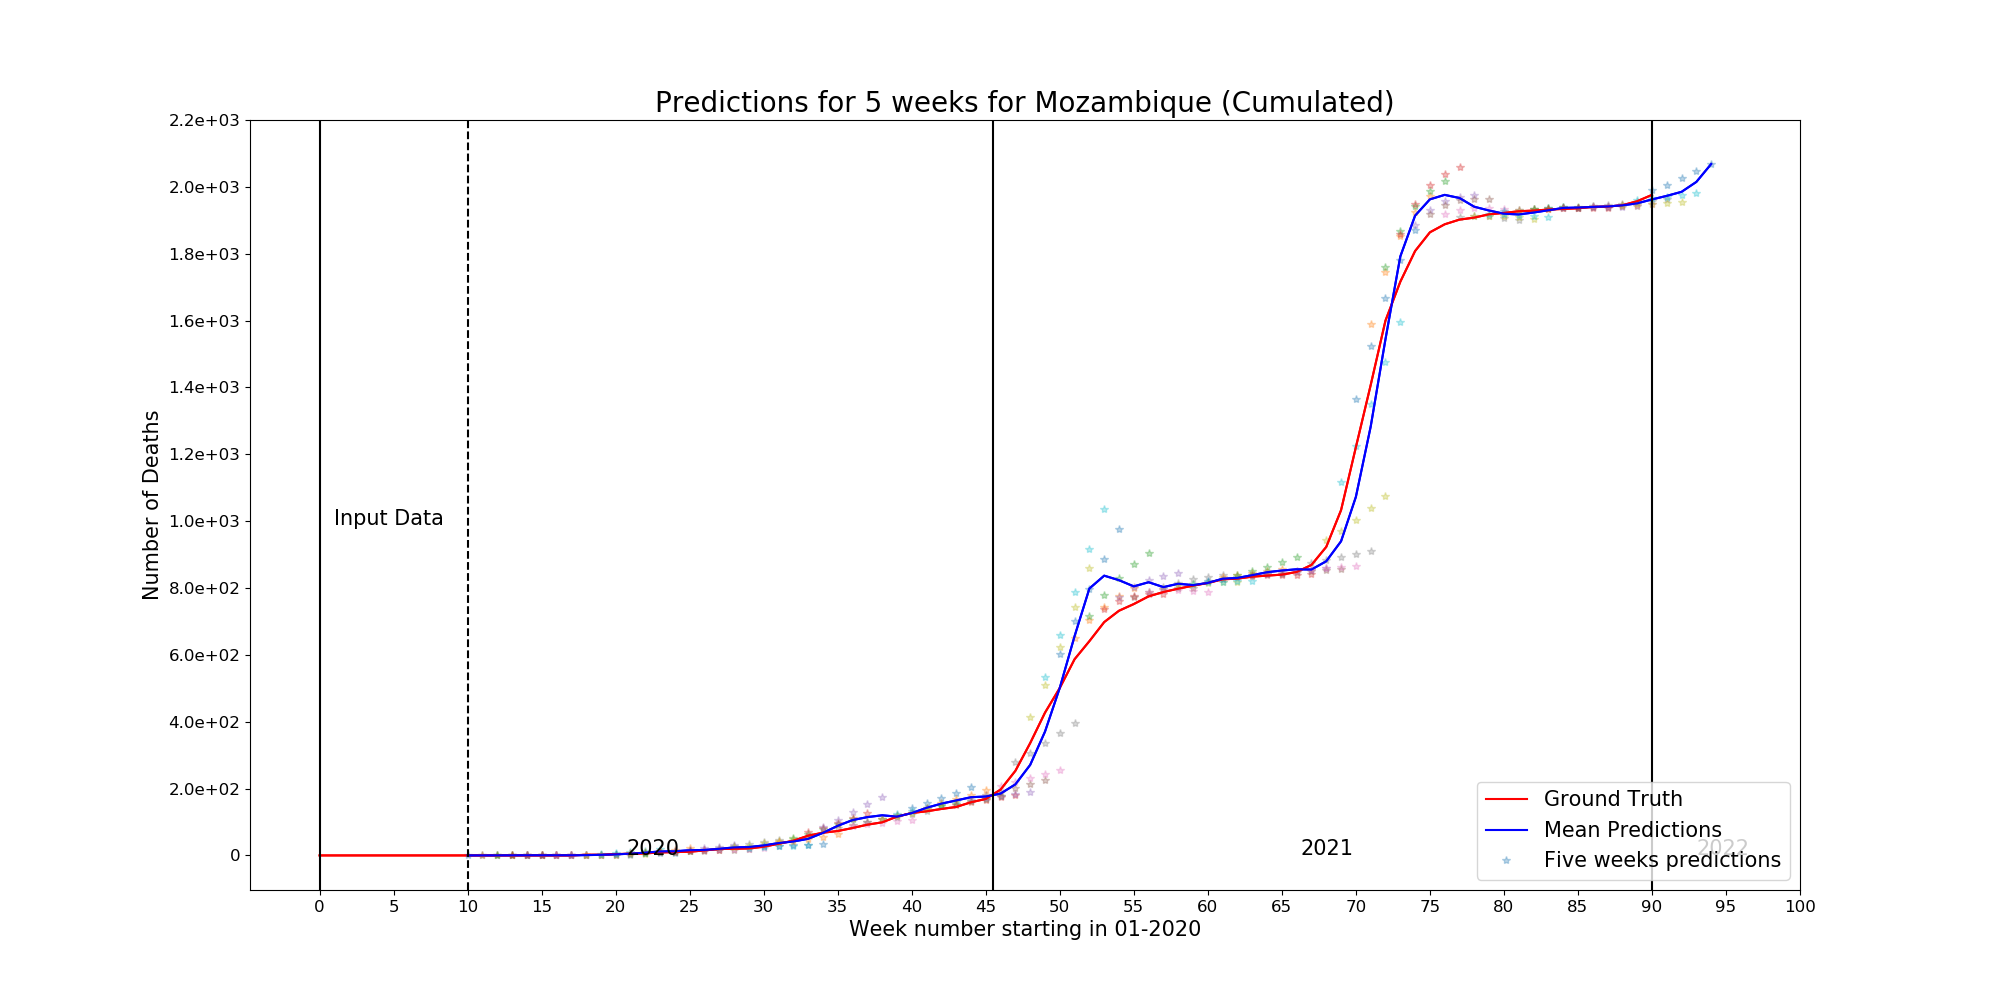 Predictions for 5 weeks for Mozambique (Cumulated)
2.2e+03
2.0e+03
1.8e+03
1.6e+03
1.4e+03
1.2e+03
1.0e+03
8.0e+02
6.0e+02
4.0e+02
2.0e+02
0
Number of Deaths
Input Data
2020
2021
2022
Ground Truth
Mean Predictions
Five weeks predictions
0 5 10 15 20 25 30 35 40 45 50 55 60 65 70 75 80 85 90 95 100
Week number starting in 01-2020